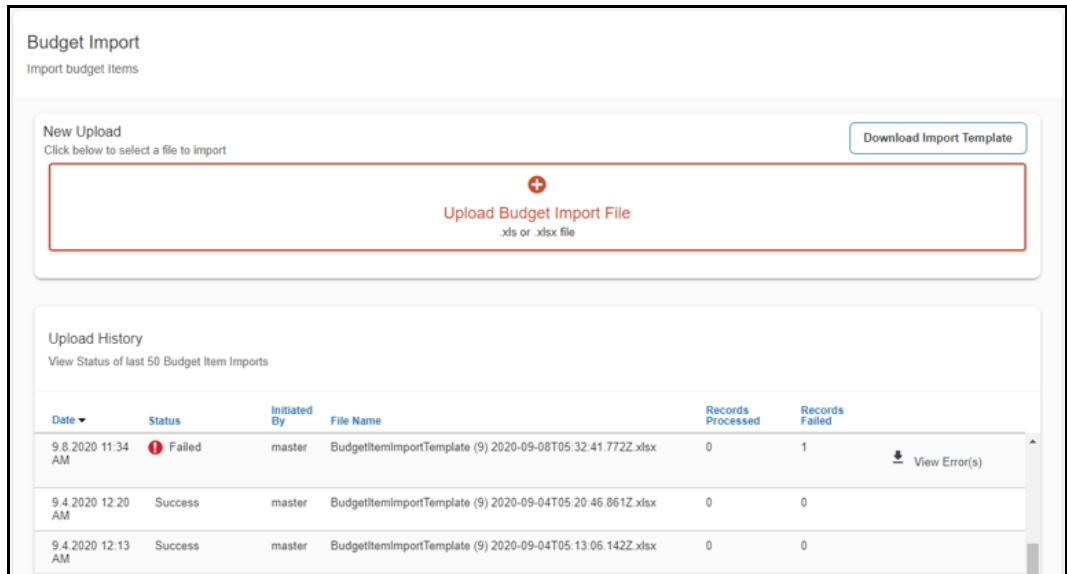 Budget Import
Import budget Items
New Upload
Click below to select a file to import
Download Import Template
Upload Budget Import File
.xls or .xlsx file
Upload History
View Status of last 50 Budget Item Imports
Date Status Initiated By File Name Records Processed Records Failed
9.8.2020 11:34 AM Failed master BudgetItemImportTemplate (9) 2020-09-08T05:32:41.772Z.xlsx 0 1 View Error(s)
9.4.2020 12:20 AM Success master BudgetItemImportTemplate (9) 2020-09-04T05:20:46.861Z.xlsx 0 0
9.4.2020 12:13 AM Success master BudgetItemImportTemplate (9) 2020-09-04T05:13:06.142Z.xlsx 0 0